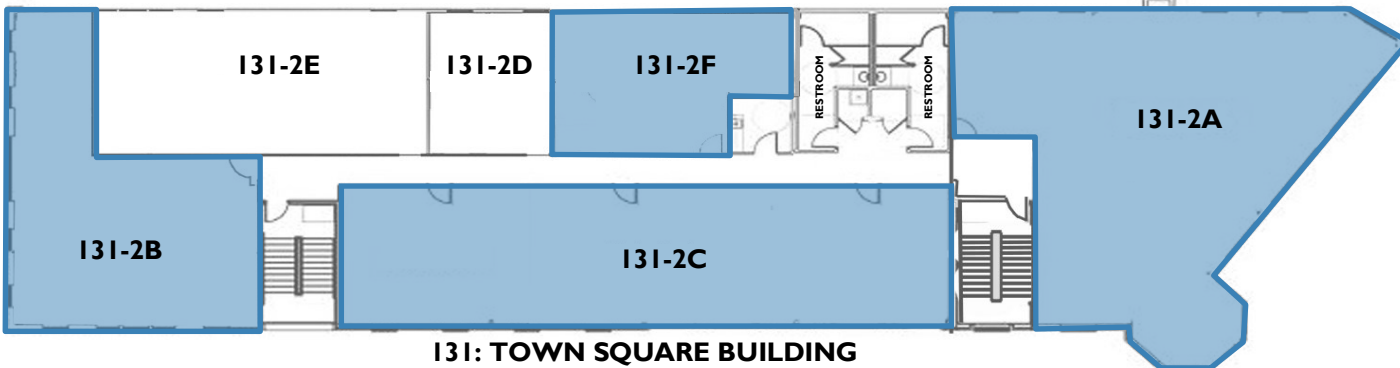 131-2E
131-2D
131-2F
RESTROOM
RESTROOM
131-2A
131-2B
131-2C
131: TOWN SQUARE BUILDING